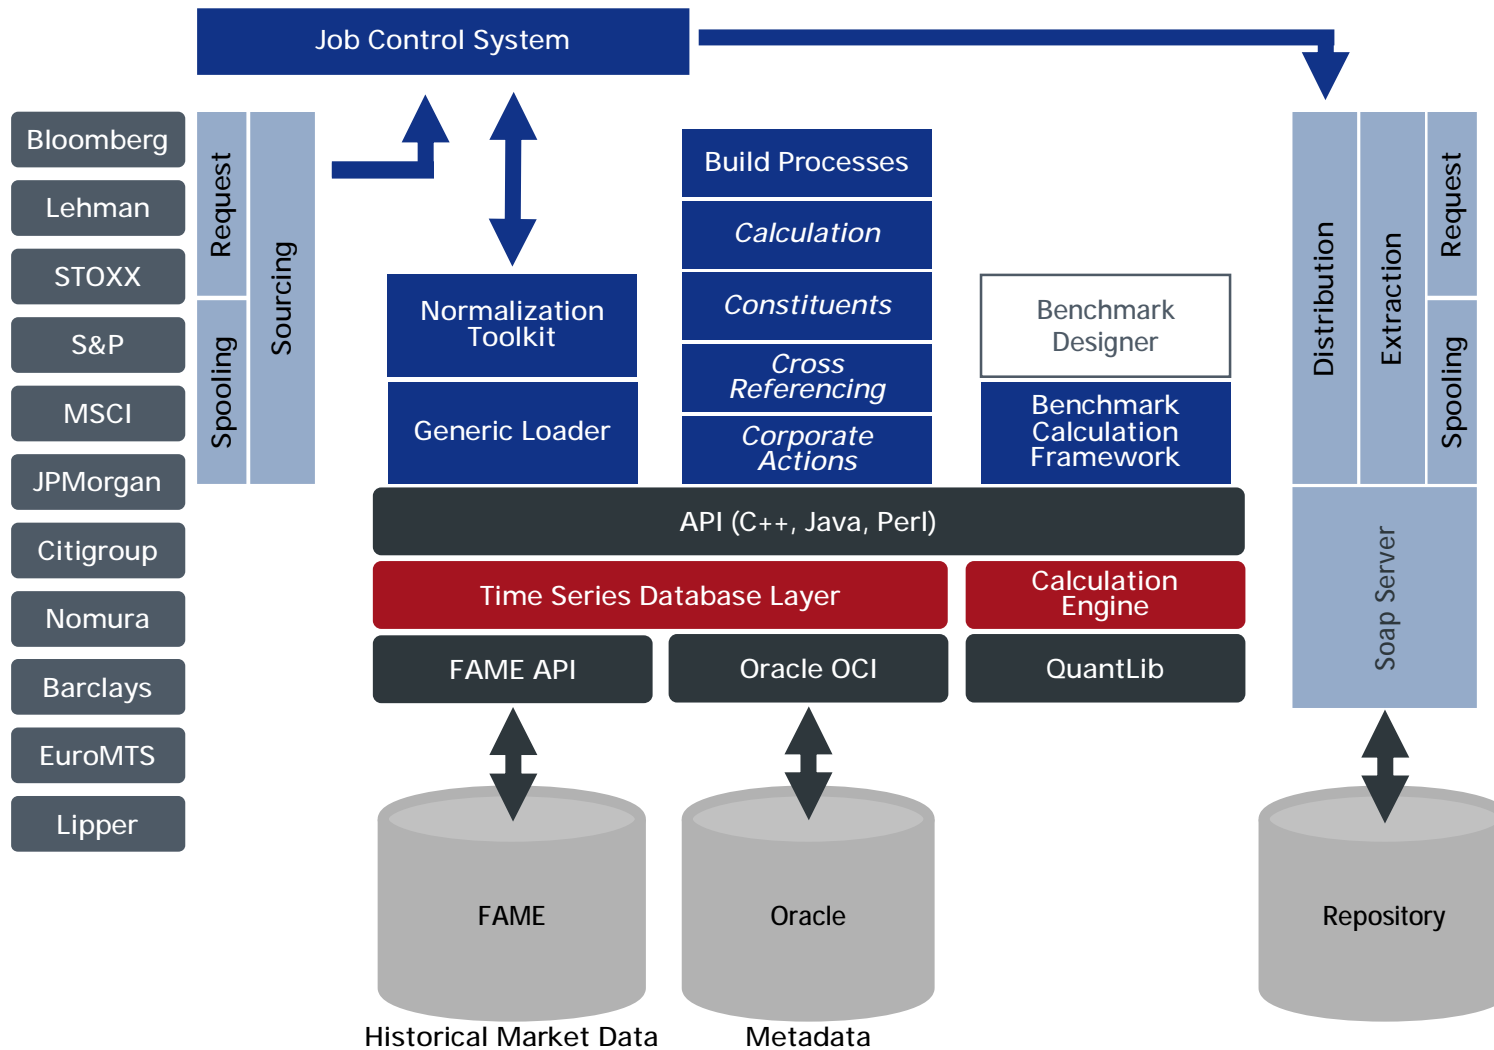 Job Control System
Bloomberg
Lehman
STOXX
S&P
MSCI
JPMorgan
Citigroup
Nomura
Barclays
EuroMTS
Lipper
Request
Spooling
Sourcing
Normalization
Toolkit
Generic Loader
Build Processes
Calculation
Constituents
Cross
Referencing
Corporate
Actions
Benchmark
Designer
Benchmark
Calculation
Framework
Distribution
Extraction
Request
Spooling
API (C++, Java, Perl)
Time Series Database Layer
Calculation
Engine
FAME API
Oracle OCI
QuantLib
Soap Server
FAME
Oracle
Repository
Historical Market Data
Metadata